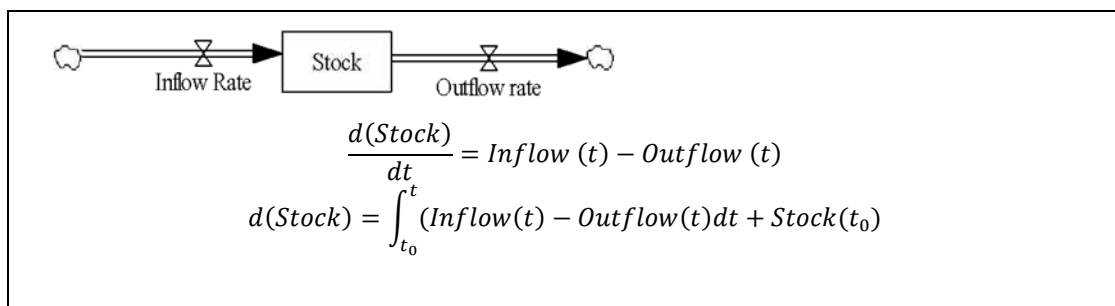 Stock
Inflow Rate
Outflow rate
d(Stock)/dt = Inflow (t) − Outflow (t)
d(Stock) = ∫_{t_0}^{t} (Inflow(t) − Outflow(t)dt + Stock(t_0)